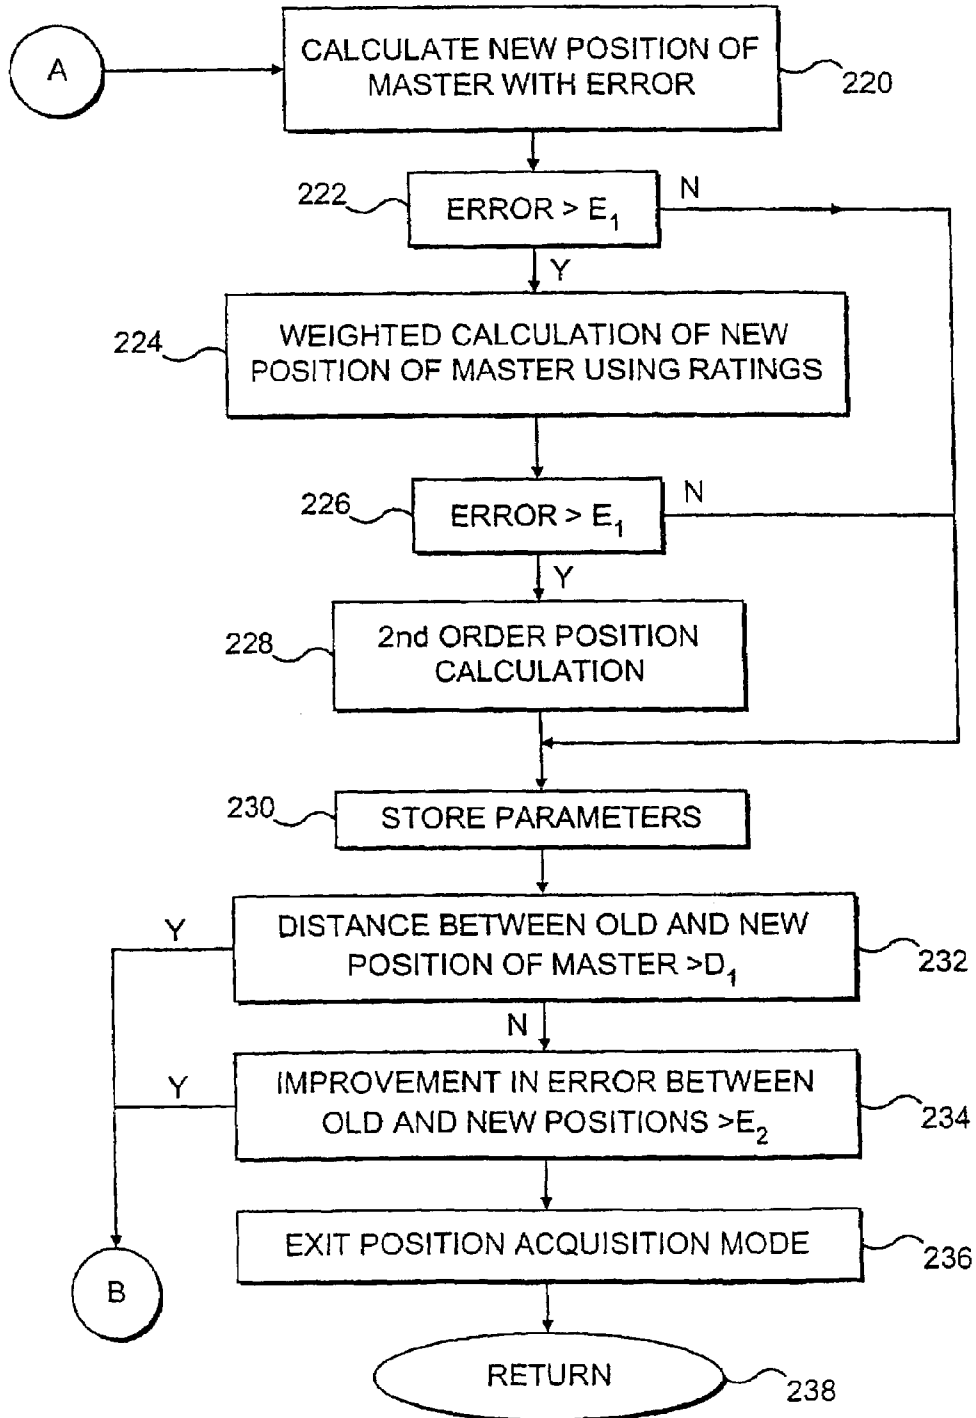 A
CALCULATE NEW POSITION OF
MASTER WITH ERROR
220
222
ERROR > E₁
N
Y
224
WEIGHTED CALCULATION OF NEW
POSITION OF MASTER USING RATINGS
226
ERROR > E₁
N
Y
228
2nd ORDER POSITION
CALCULATION
230
STORE PARAMETERS
Y
DISTANCE BETWEEN OLD AND NEW
POSITION OF MASTER >D₁
232
N
Y
IMPROVEMENT IN ERROR BETWEEN
OLD AND NEW POSITIONS >E₂
234
EXIT POSITION ACQUISITION MODE
236
B
RETURN
238